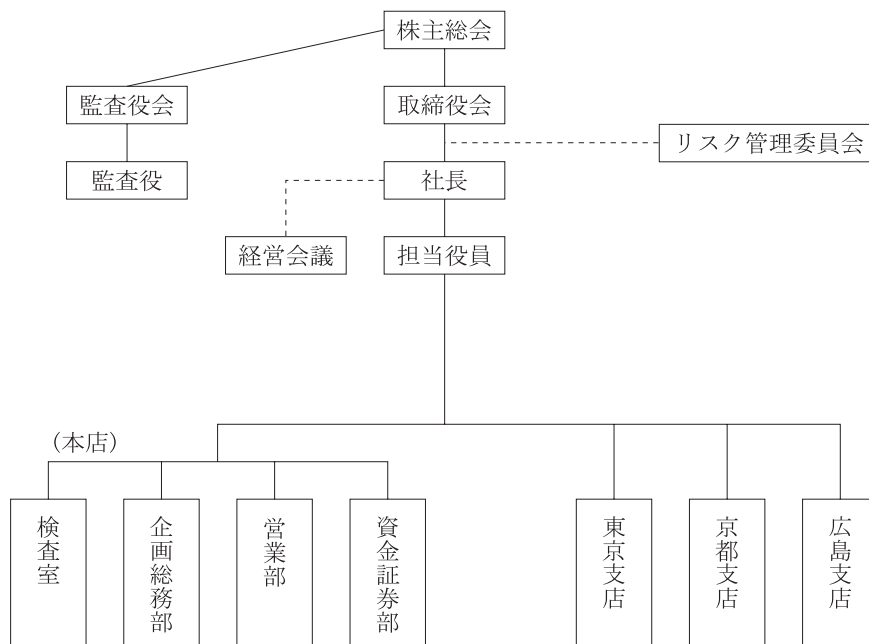 株主総会
監査役会
取締役会
リスク管理委員会
監査役
社長
経営会議
担当役員
（本店）
検査室
企画総務部
営業部
資金証券部
東京支店
京都支店
広島支店